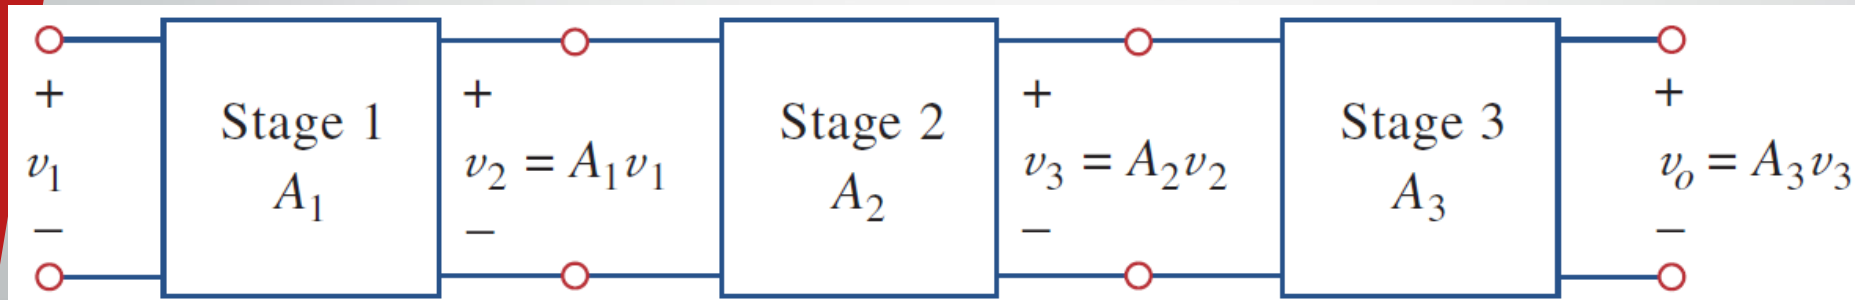 +
v₁
−
Stage 1
A₁
+
v₂ = A₁v₁
−
Stage 2
A₂
+
v₃ = A₂v₂
−
Stage 3
A₃
+
vₒ = A₃v₃
−